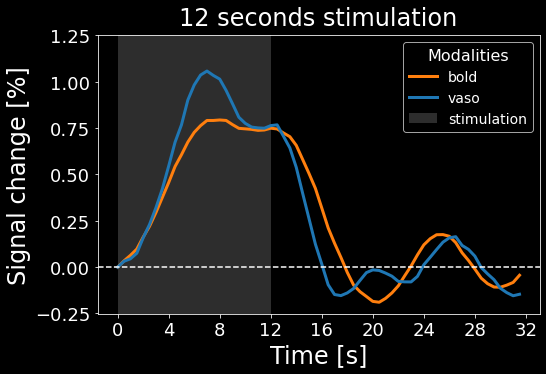 12 seconds stimulation
Signal change [%]
1.25
1.00
0.75
0.50
0.25
0.00
−0.25
Modalities
bold
vaso
stimulation
0 4 8 12 16 20 24 28 32
Time [s]